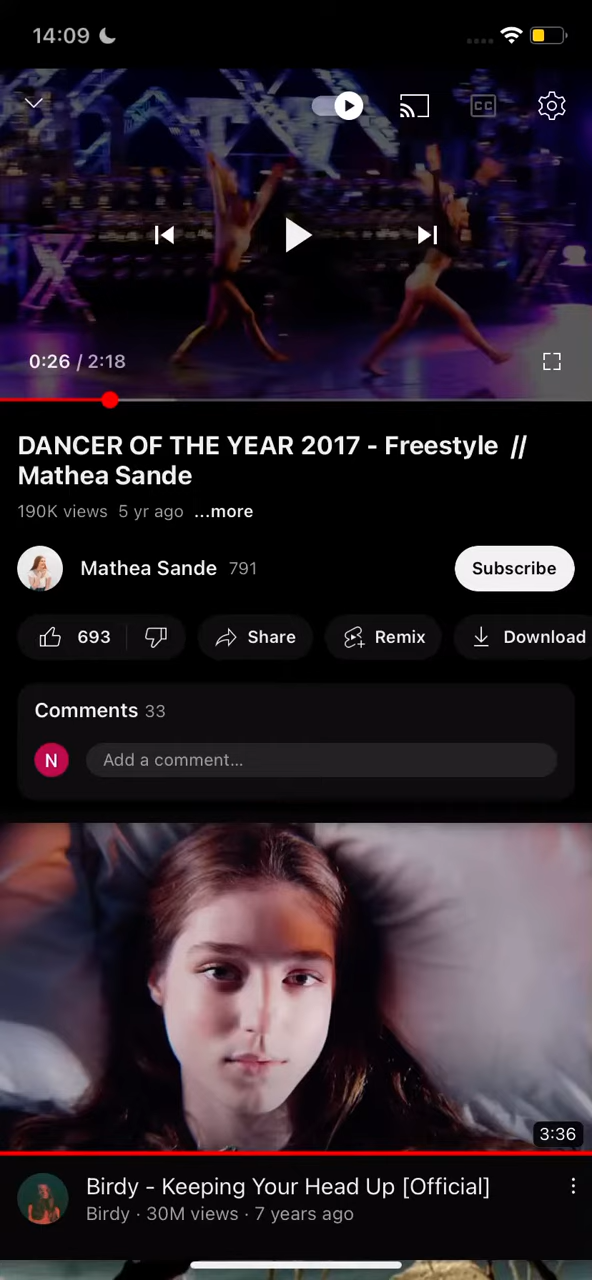 14:09
CC
0:26 / 2:18
DANCER OF THE YEAR 2017 - Freestyle //
Mathea Sande
190K views 5 yr ago ...more
Mathea Sande 791
Subscribe
693
Share
Remix
Download
Comments 33
N
Add a comment...
3:36
Birdy - Keeping Your Head Up [Official]
Birdy · 30M views · 7 years ago